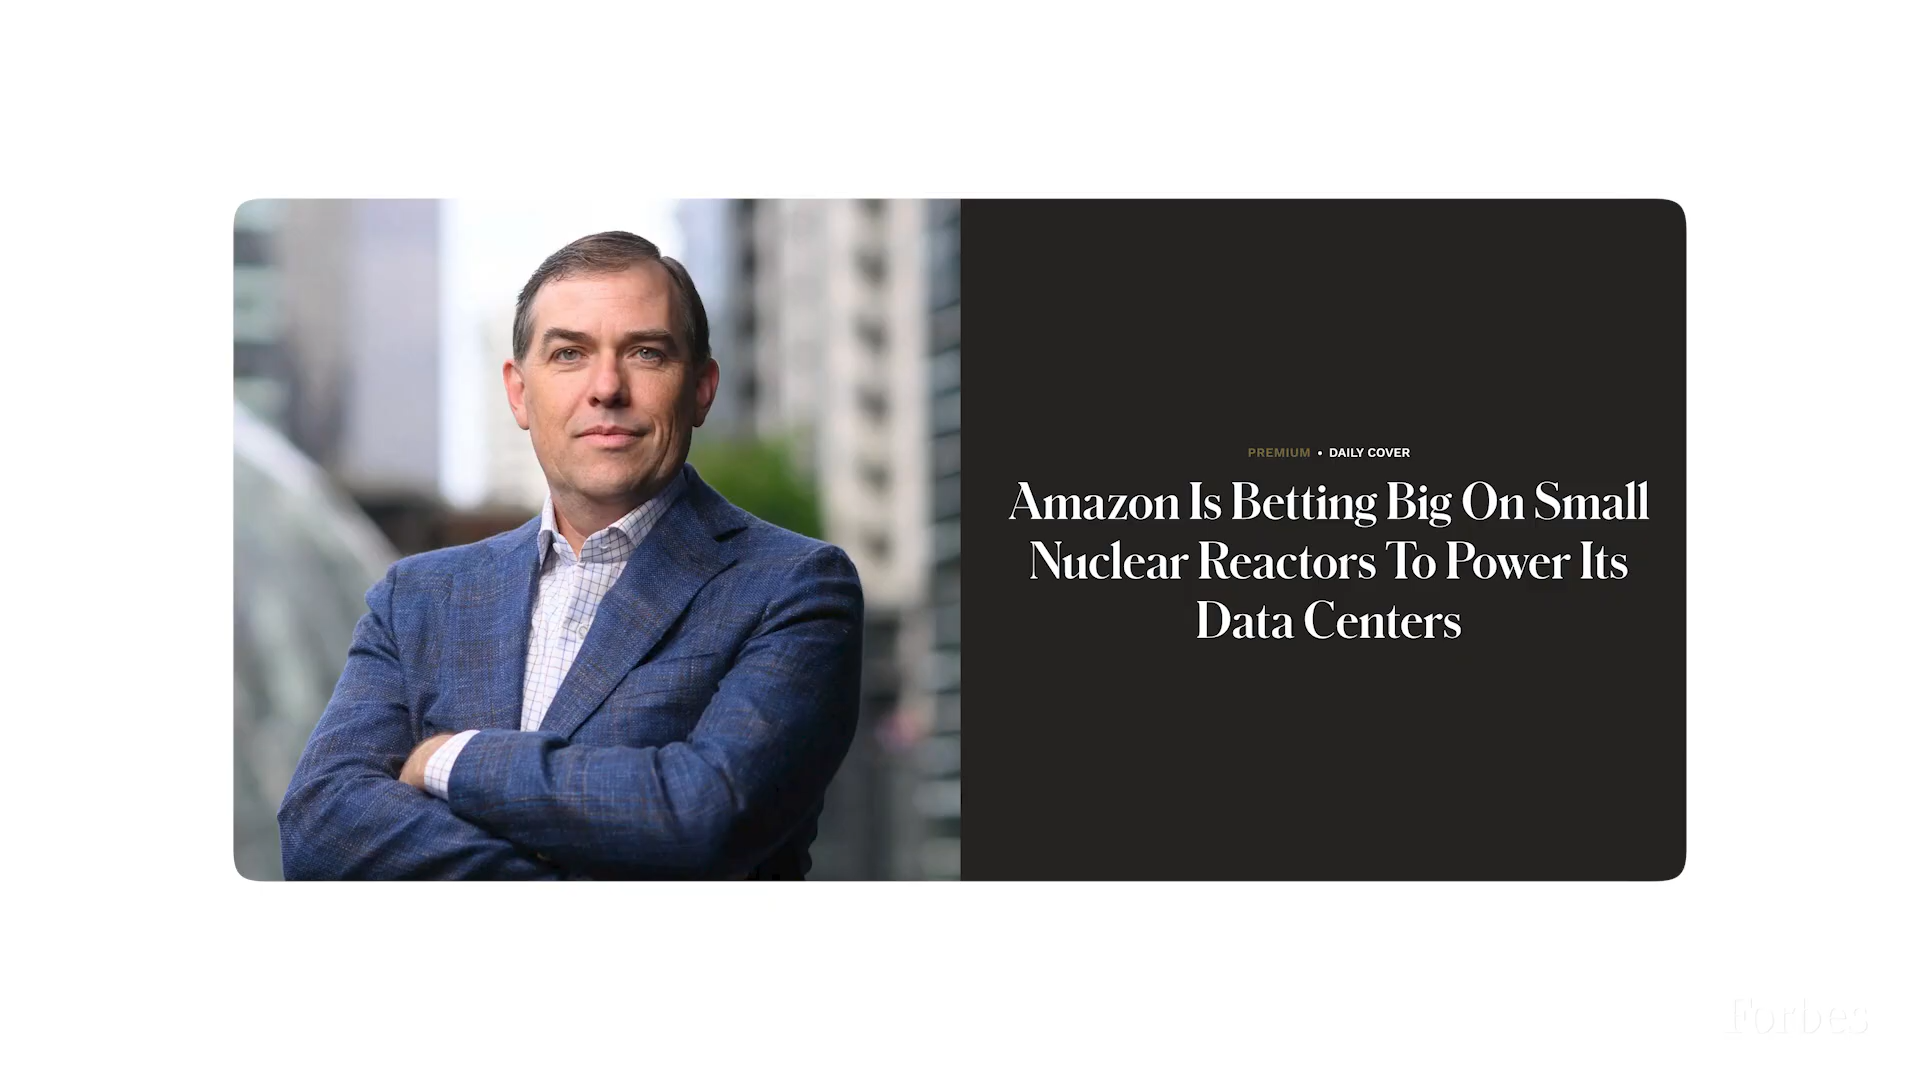 PREMIUM • DAILY COVER
Amazon Is Betting Big On Small
Nuclear Reactors To Power Its
Data Centers
Forbes